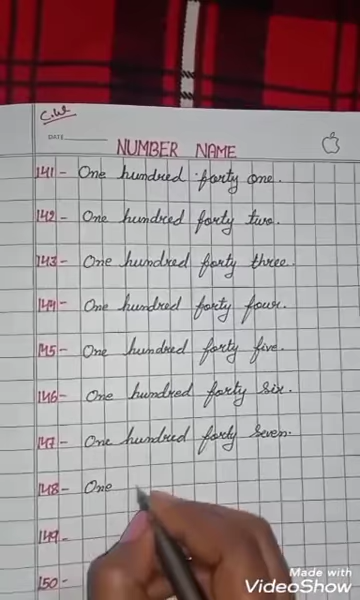 C.W
DATE
NUMBER NAME
141 - One hundred forty one.
142 - One hundred forty two.
143 - One hundred forty three.
144 - One hundred forty four.
145 - One hundred forty five.
146 - One hundred forty six.
147 - One hundred forty seven.
148 - One
149 -
150 -
Made with
VideoShow